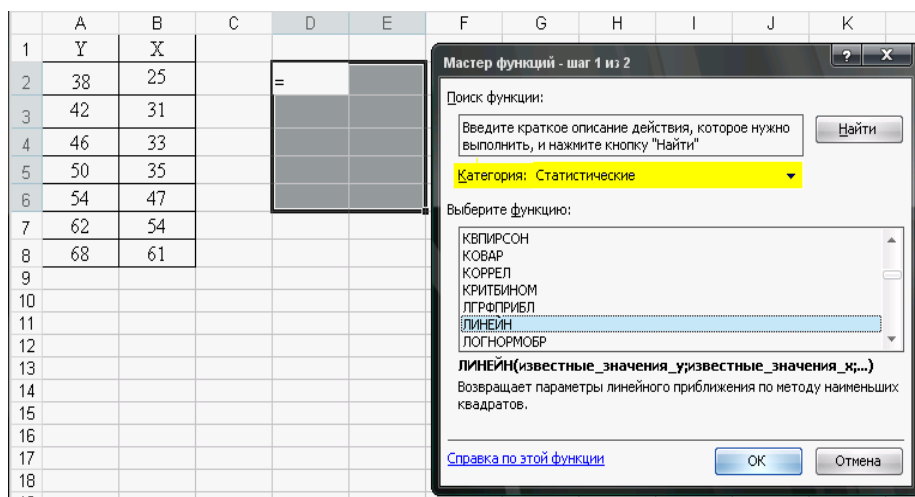 A B C D E F G H I J K
1 Y X
2 38 25 =
3 42 31
4 46 33
5 50 35
6 54 47
7 62 54
8 68 61
9
10
11
12
13
14
15
16
17
18
Мастер функций - шаг 1 из 2
? X
Поиск функции:
Введите краткое описание действия, которое нужно
выполнить, и нажмите кнопку "Найти"
Найти
Категория: Статистические
Выберите функцию:
КВПИРСОН
КОВАР
КОРРЕЛ
КРИТБИНОМ
ЛГРФПРИБЛ
ЛИНЕЙН
ЛОГНОРМОБР
ЛИНЕЙН(известные_значения_y;известные_значения_x;...)
Возвращает параметры линейного приближения по методу наименьших
квадратов.
Справка по этой функции
ОК
Отмена